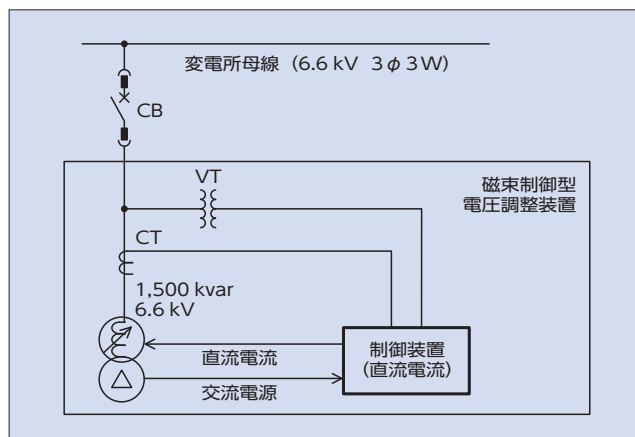 変電所母線（6.6 kV 3φ3W）
CB
VT
磁束制御型
電圧調整装置
CT
1,500 kvar
6.6 kV
直流電流
制御装置
（直流電流）
交流電源